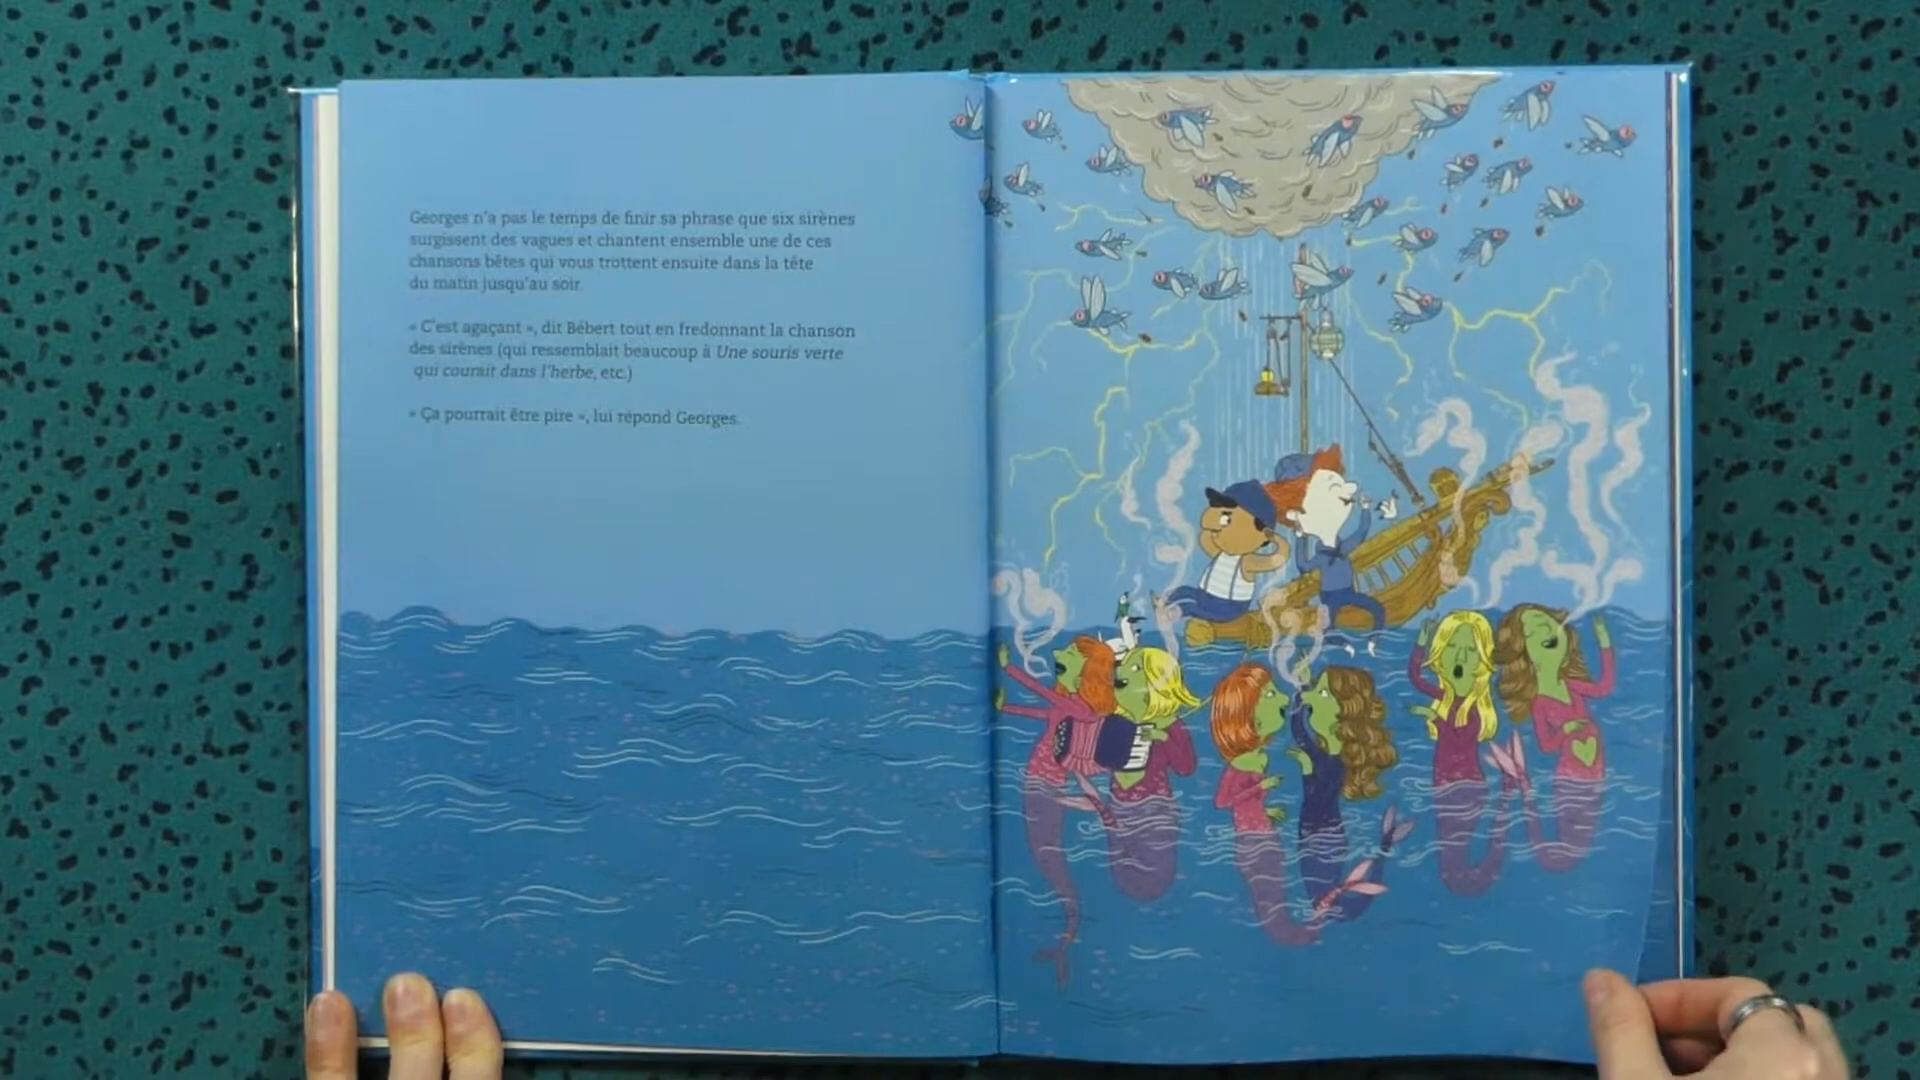 Georges n'a pas le temps de finir sa phrase que six sirènes
surgissent des vagues et chantent ensemble une de ces
chansons bêtes qui vous trottent ensuite dans la tête
du matin jusqu'au soir.
« C'est agaçant », dit Bébert tout en fredonnant la chanson
des sirènes (qui ressemblait beaucoup à Une souris verte
qui courait dans l'herbe, etc.)
« Ça pourrait être pire », lui répond Georges.